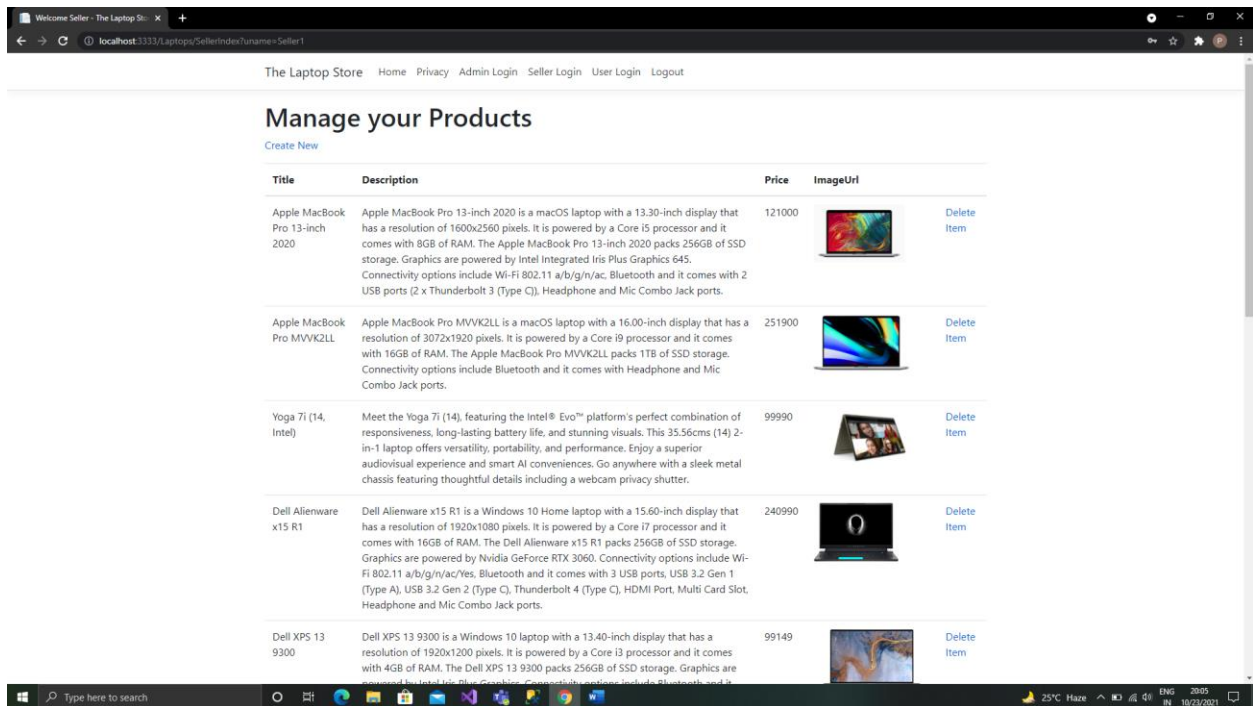 Welcome Seller - The Laptop Sto
localhost:3333/Laptops/SellerIndex?uname=Seller1
P
The Laptop Store Home Privacy Admin Login Seller Login User Login Logout
Manage your Products
Create New
Title Description Price ImageUrl
Apple MacBook
Pro 13-inch
2020
Apple MacBook Pro 13-inch 2020 is a macOS laptop with a 13.30-inch display that
has a resolution of 1600x2560 pixels. It is powered by a Core i5 processor and it
comes with 8GB of RAM. The Apple MacBook Pro 13-inch 2020 packs 256GB of SSD
storage. Graphics are powered by Intel Integrated Iris Plus Graphics 645.
Connectivity options include Wi-Fi 802.11 a/b/g/n/ac, Bluetooth and it comes with 2
USB ports (2 x Thunderbolt 3 (Type C)), Headphone and Mic Combo Jack ports.
121000
Delete
Item
Apple MacBook
Pro MVVK2LL
Apple MacBook Pro MVVK2LL is a macOS laptop with a 16.00-inch display that has a
resolution of 3072x1920 pixels. It is powered by a Core i9 processor and it comes
with 16GB of RAM. The Apple MacBook Pro MVVK2LL packs 1TB of SSD storage.
Connectivity options include Bluetooth and it comes with Headphone and Mic
Combo Jack ports.
251900
Delete
Item
Yoga 7i (14,
Intel)
Meet the Yoga 7i (14), featuring the Intel® Evo™ platform's perfect combination of
responsiveness, long-lasting battery life, and stunning visuals. This 35.56cms (14) 2-
in-1 laptop offers versatility, portability, and performance. Enjoy a superior
audiovisual experience and smart AI conveniences. Go anywhere with a sleek metal
chassis featuring thoughtful details including a webcam privacy shutter.
99990
Delete
Item
Dell Alienware
x15 R1
Dell Alienware x15 R1 is a Windows 10 Home laptop with a 15.60-inch display that
has a resolution of 1920x1080 pixels. It is powered by a Core i7 processor and it
comes with 16GB of RAM. The Dell Alienware x15 R1 packs 256GB of SSD storage.
Graphics are powered by Nvidia GeForce RTX 3060. Connectivity options include Wi-
Fi 802.11 a/b/g/n/ac/Yes, Bluetooth and it comes with 3 USB ports, USB 3.2 Gen 1
(Type A), USB 3.2 Gen 2 (Type C), Thunderbolt 4 (Type C), HDMI Port, Multi Card Slot,
Headphone and Mic Combo Jack ports.
240990
Delete
Item
Dell XPS 13
9300
Dell XPS 13 9300 is a Windows 10 laptop with a 13.40-inch display that has a
resolution of 1920x1200 pixels. It is powered by a Core i3 processor and it comes
with 4GB of RAM. The Dell XPS 13 9300 packs 256GB of SSD storage. Graphics are
powered by Intel Iris Plus Graphics. Connectivity options include Bluetooth and it
99149
Delete
Item
Type here to search
25°C Haze
ENG
IN
20:05
10/23/2021